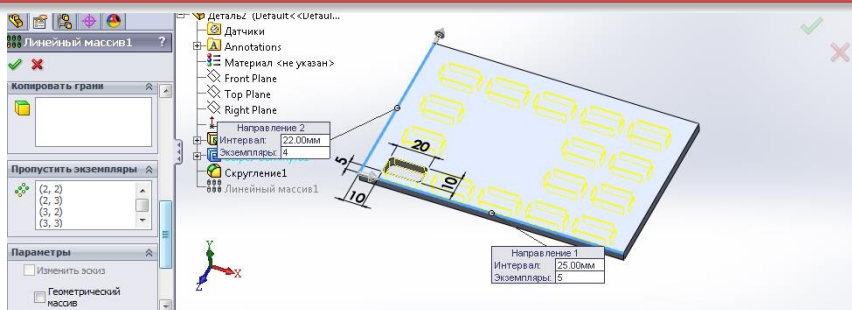 Линейный массив1 ?
Копировать грани
Пропустить экземпляры
(2, 2)
(2, 3)
(3, 2)
(3, 3)
Параметры
Изменить эскиз
Геометрический
массив
Деталь2 (Default<<Defaul...
Датчики
A Annotations
Материал <не указан>
Front Plane
Top Plane
Right Plane
Скругление1
Линейный массив1
Направление 2
Интервал: 22.00мм
Экземпляры: 4
20
5
10
10
Направление 1
Интервал: 25.00мм
Экземпляры: 5
Y
X
Z